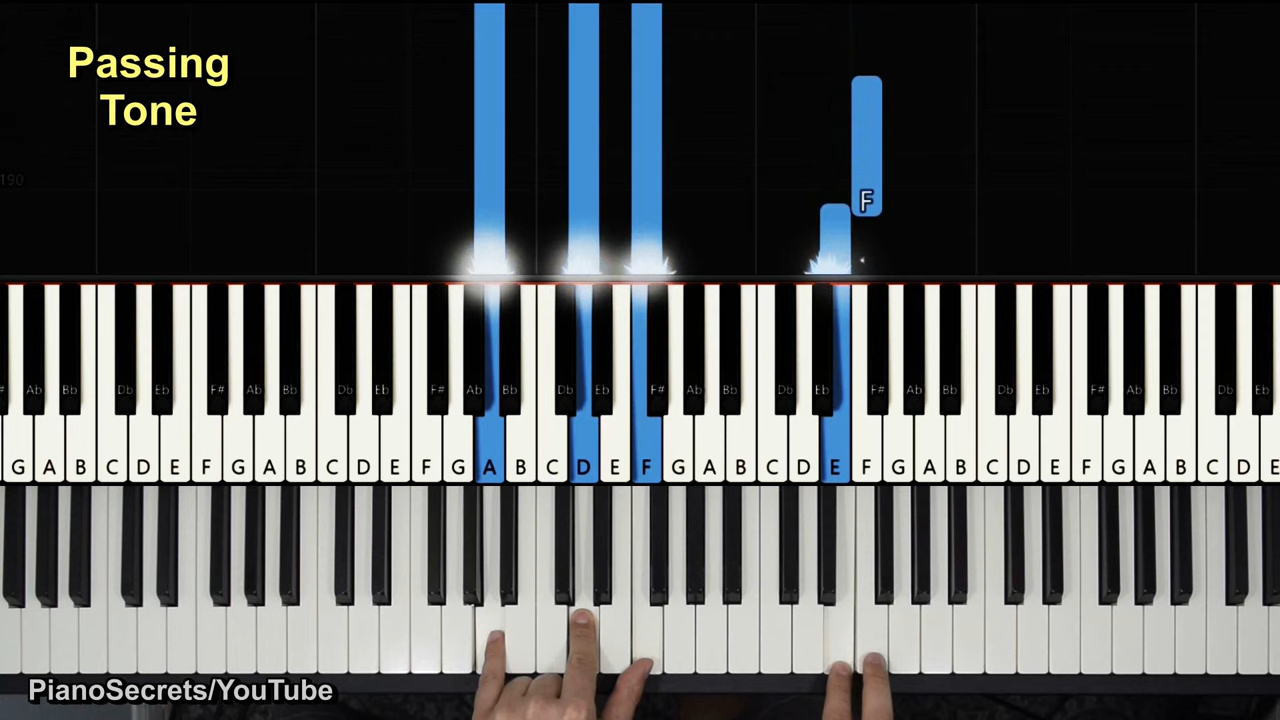 Passing
Tone
190
F
# Ab Bb Db Eb F# Ab Bb Db Eb F# Ab Bb Db Eb F# Ab Bb Db Eb F# Ab Bb Db Eb F# Ab Bb Db Eb
G A B C D E F G A B C D E F G A B C D E F G A B C D E F G A B C D E F G A B C D E
PianoSecrets/YouTube